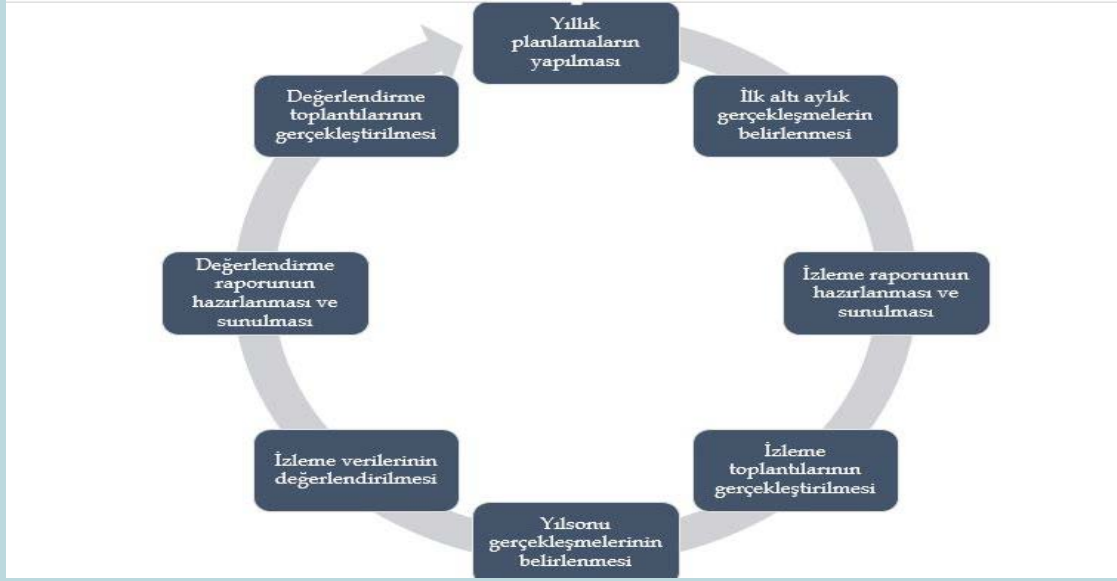 Yıllık
planlamaların
yapılması
İlk altı aylık
gerçekleşmelerin
belirlenmesi
İzleme raporunun
hazırlanması ve
sunulması
İzleme
toplantılarının
gerçekleştirilmesi
Yılsonu
gerçekleşmelerinin
belirlenmesi
İzleme verilerinin
değerlendirilmesi
Değerlendirme
raporunun
hazırlanması ve
sunulması
Değerlendirme
toplantılarının
gerçekleştirilmesi